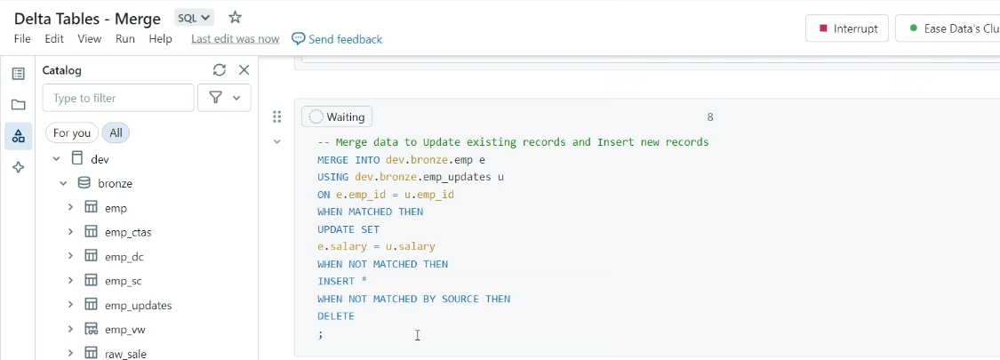 Delta Tables - Merge SQL
File Edit View Run Help Last edit was now Send feedback
Interrupt Ease Data's Clu
Catalog
Type to filter
For you All
dev
bronze
emp
emp_ctas
emp_dc
emp_sc
emp_updates
emp_vw
raw_sale
Waiting 8
-- Merge data to Update existing records and Insert new records
MERGE INTO dev.bronze.emp e
USING dev.bronze.emp_updates u
ON e.emp_id = u.emp_id
WHEN MATCHED THEN
UPDATE SET
e.salary = u.salary
WHEN NOT MATCHED THEN
INSERT *
WHEN NOT MATCHED BY SOURCE THEN
DELETE
;